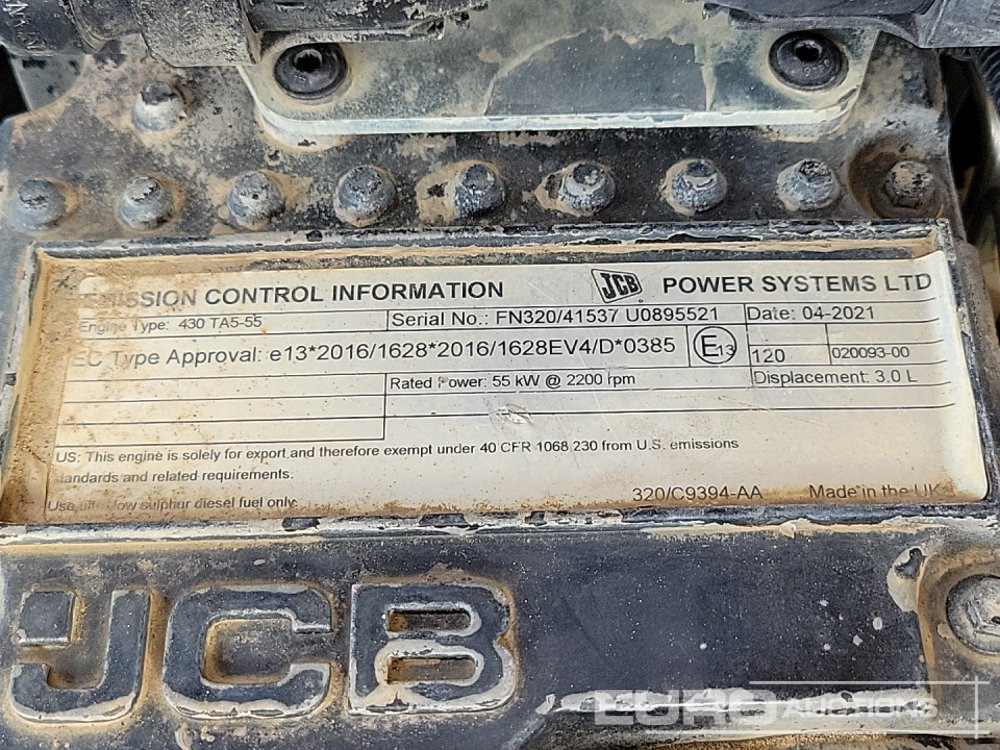 EMISSION CONTROL INFORMATION JCB POWER SYSTEMS LTD
Engine Type: 430 TA5-55 Serial No.: FN320/41537 U0895521 Date: 04-2021
EC Type Approval: e13*2016/1628*2016/1628EV4/D*0385 E13 120 020093-00
Rated Power: 55 kW @ 2200 rpm Displacement: 3.0 L
US: This engine is solely for export and therefore exempt under 40 CFR 1068.230 from U.S. emissions
standards and related requirements.
Use ultra low sulphur diesel fuel only. 320/C9394-AA Made in the UK
JCB
EURO AUCTIONS